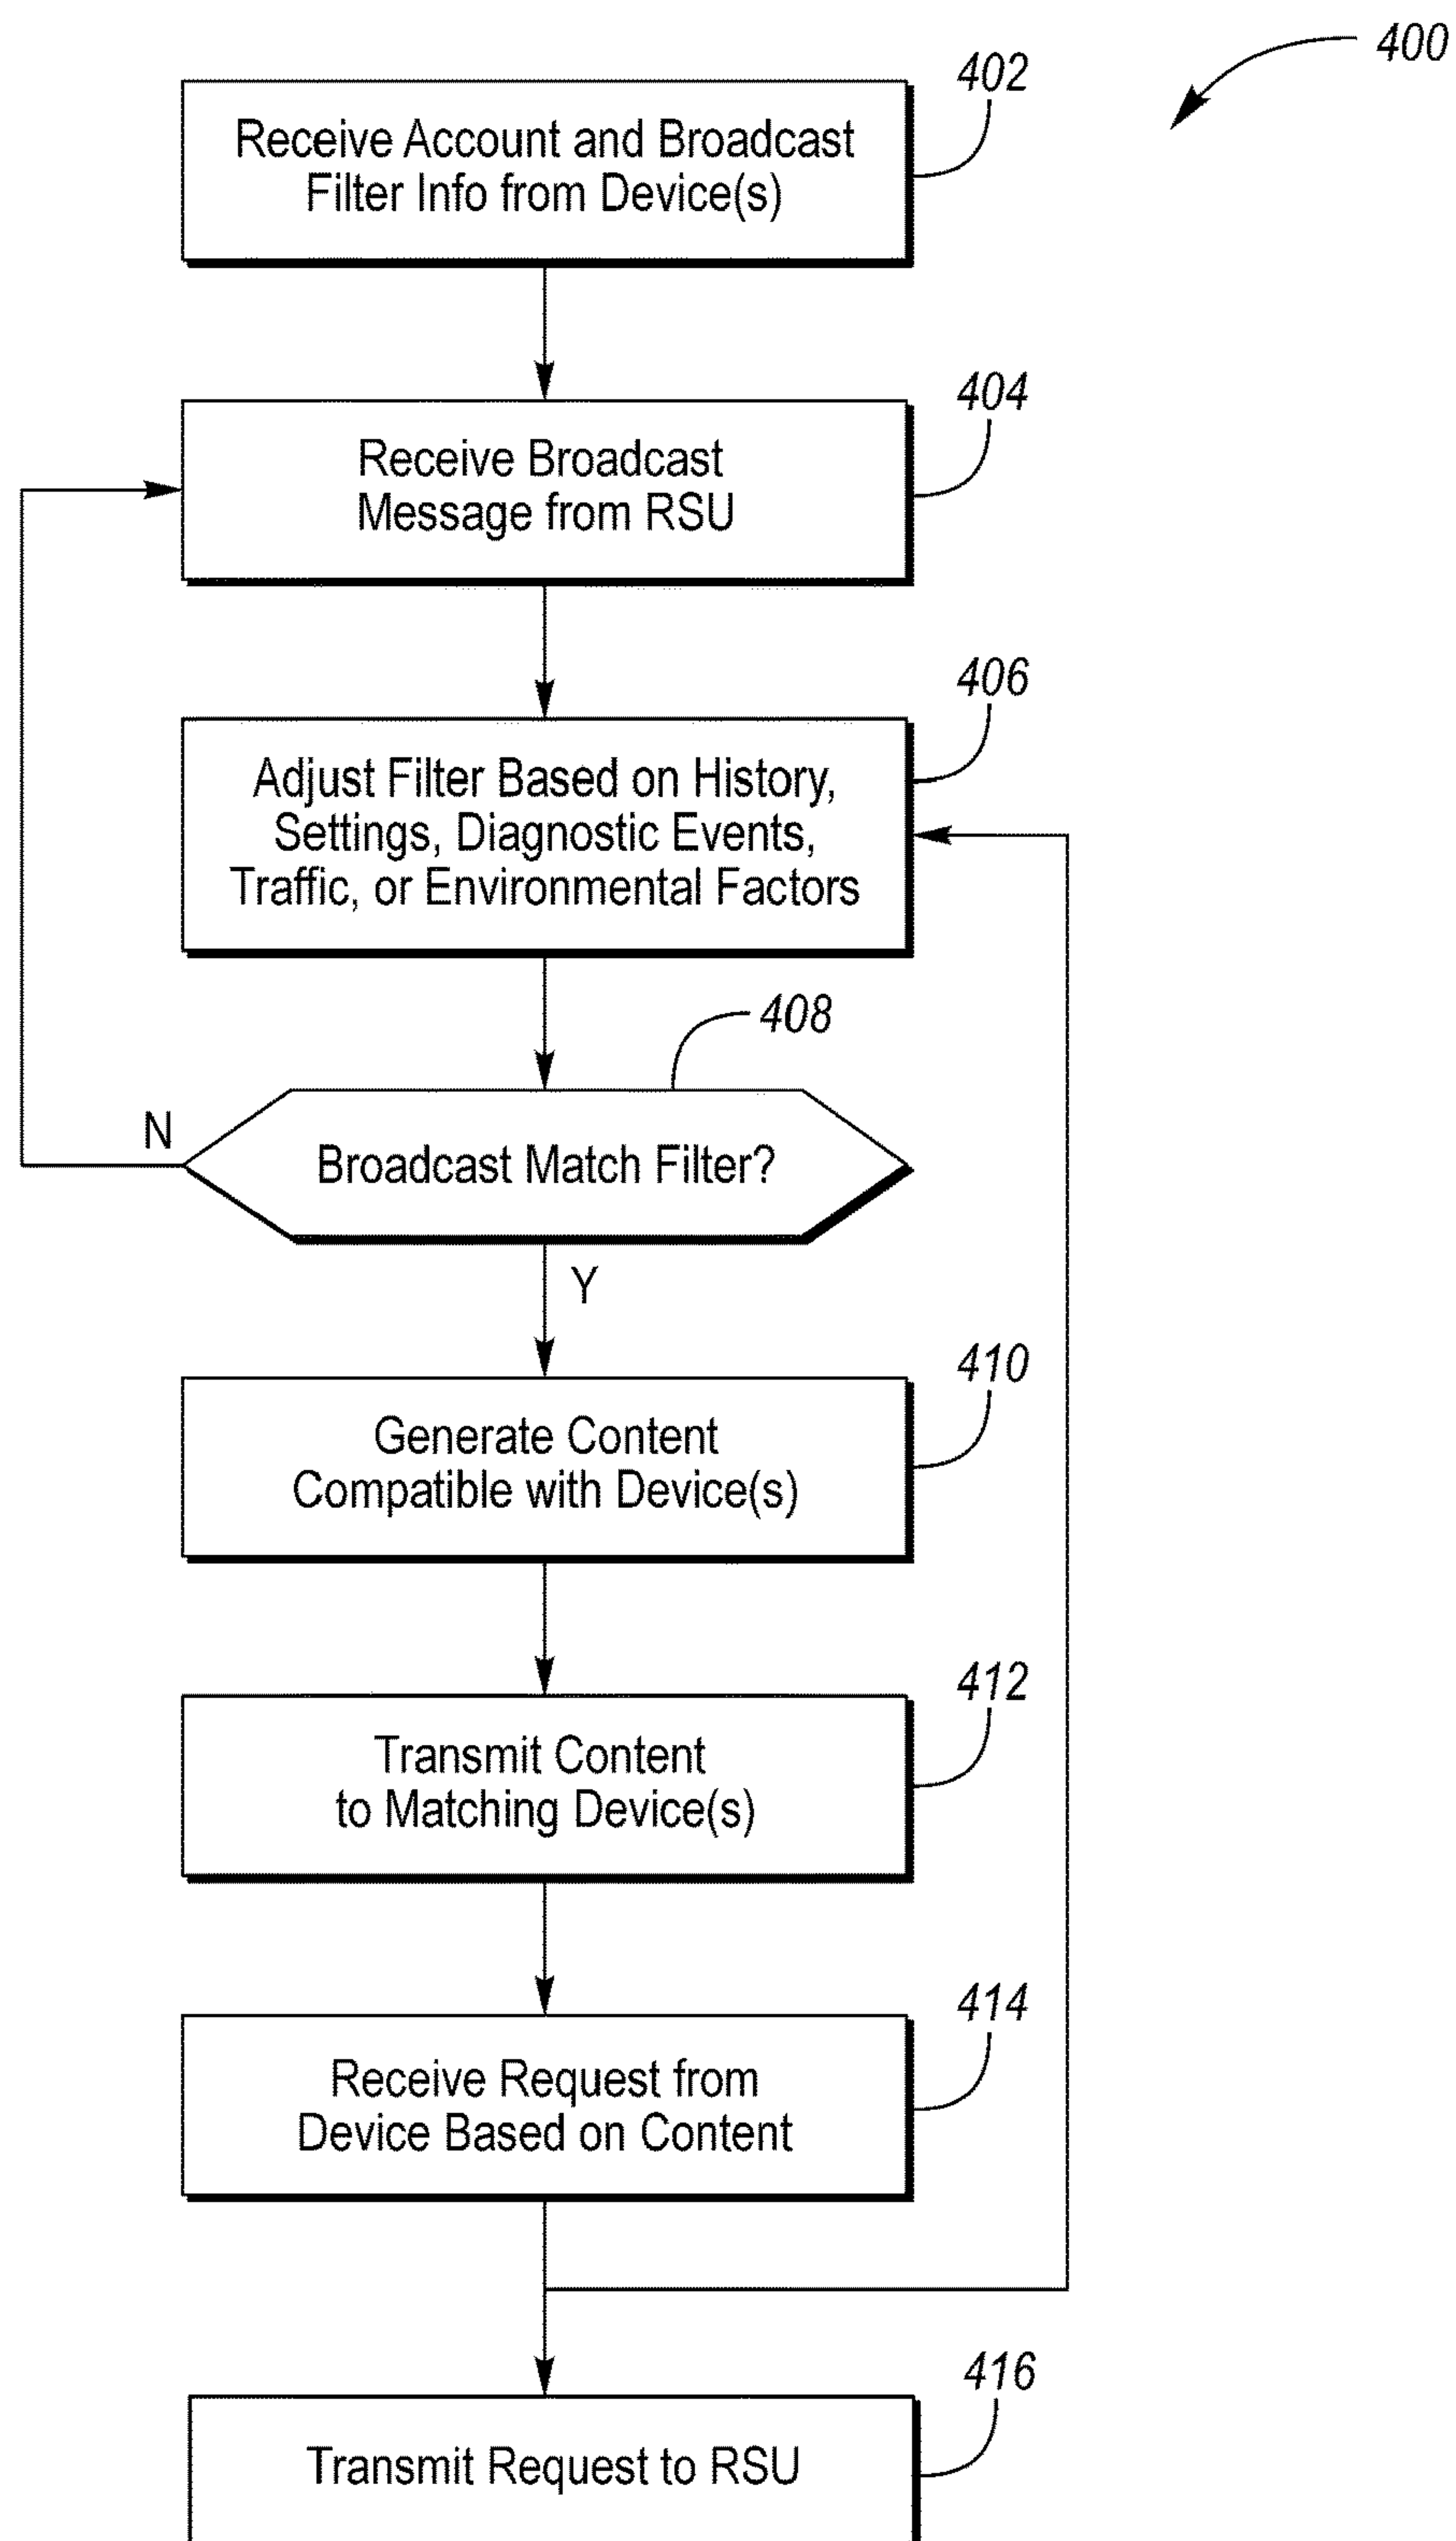 400
402
Receive Account and Broadcast
Filter Info from Device(s)
404
Receive Broadcast
Message from RSU
406
Adjust Filter Based on History,
Settings, Diagnostic Events,
Traffic, or Environmental Factors
408
N
Broadcast Match Filter?
Y
410
Generate Content
Compatible with Device(s)
412
Transmit Content
to Matching Device(s)
414
Receive Request from
Device Based on Content
416
Transmit Request to RSU